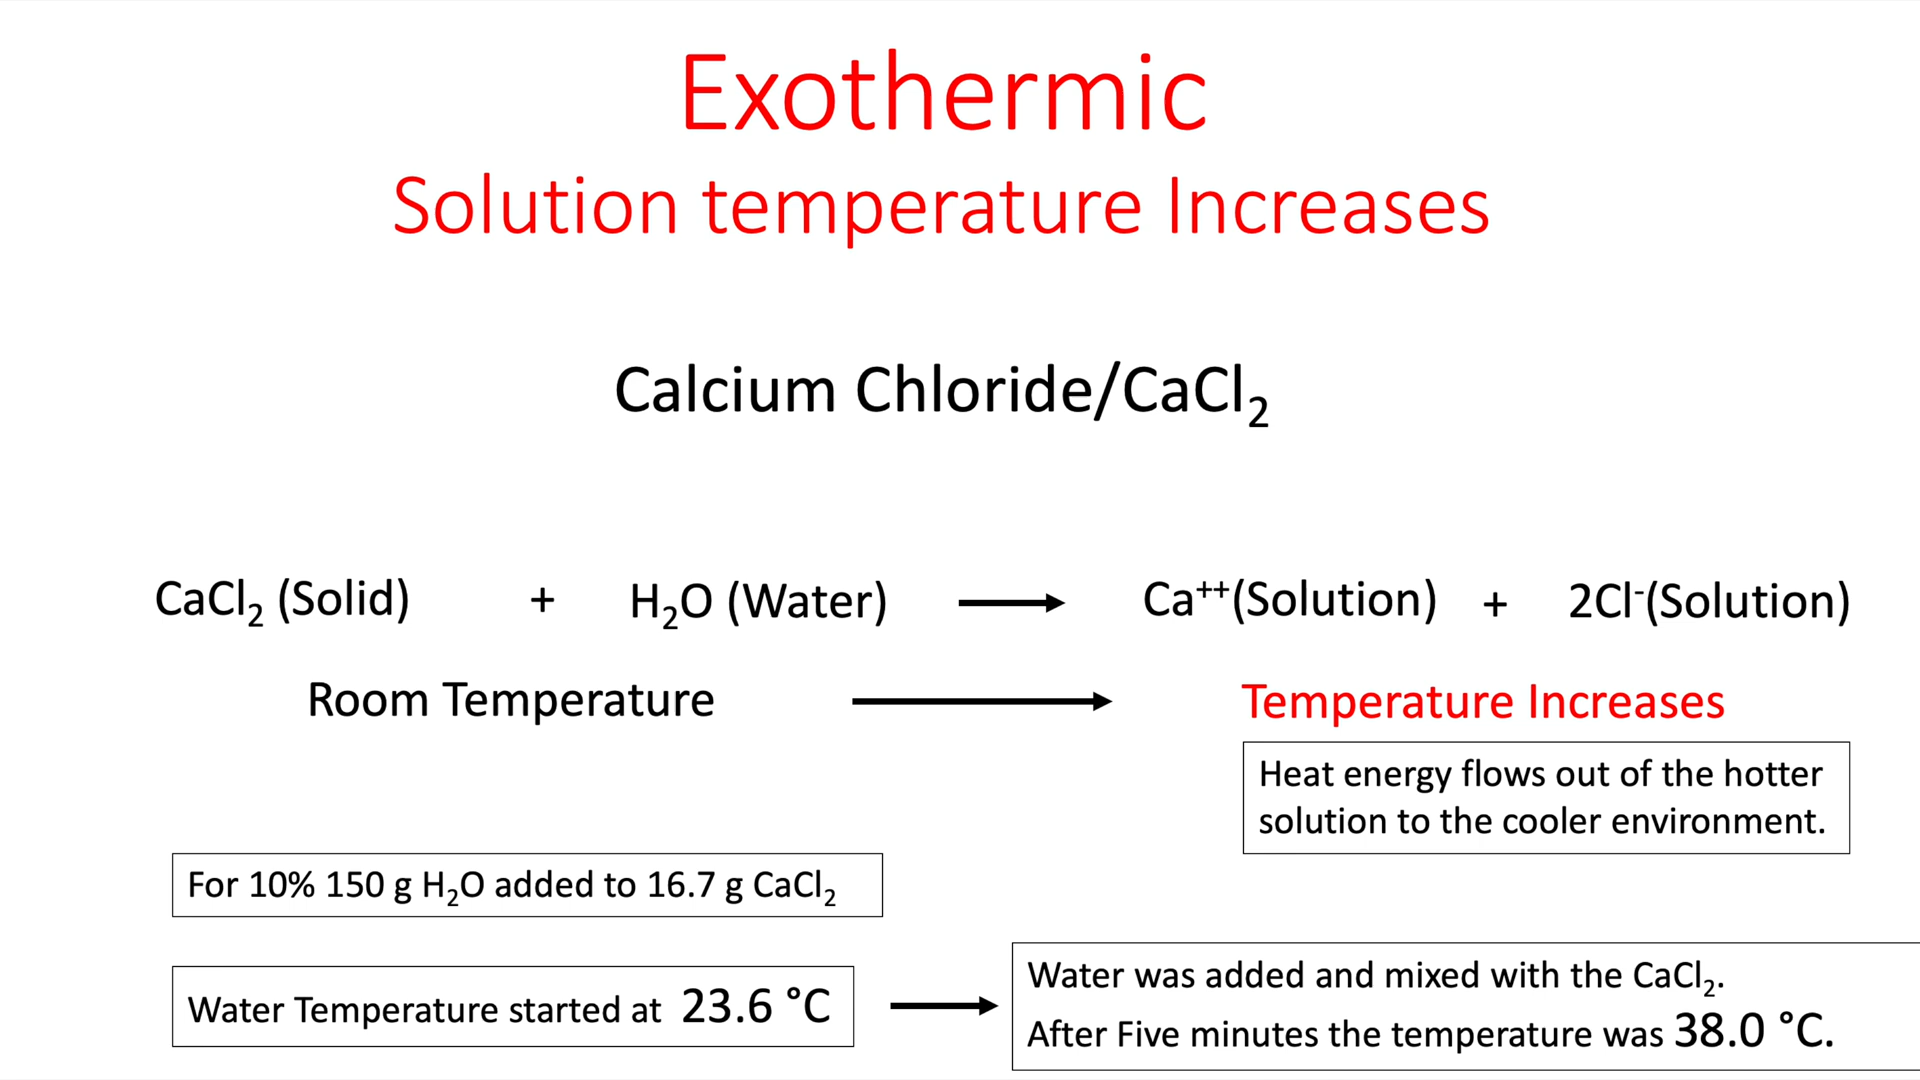 Exothermic
Solution temperature Increases
Calcium Chloride/CaCl₂
CaCl₂ (Solid) + H₂O (Water) → Ca⁺⁺(Solution) + 2Cl⁻(Solution)
Room Temperature → Temperature Increases
Heat energy flows out of the hotter
solution to the cooler environment.
For 10% 150 g H₂O added to 16.7 g CaCl₂
Water Temperature started at 23.6 °C →
Water was added and mixed with the CaCl₂.
After Five minutes the temperature was 38.0 °C.